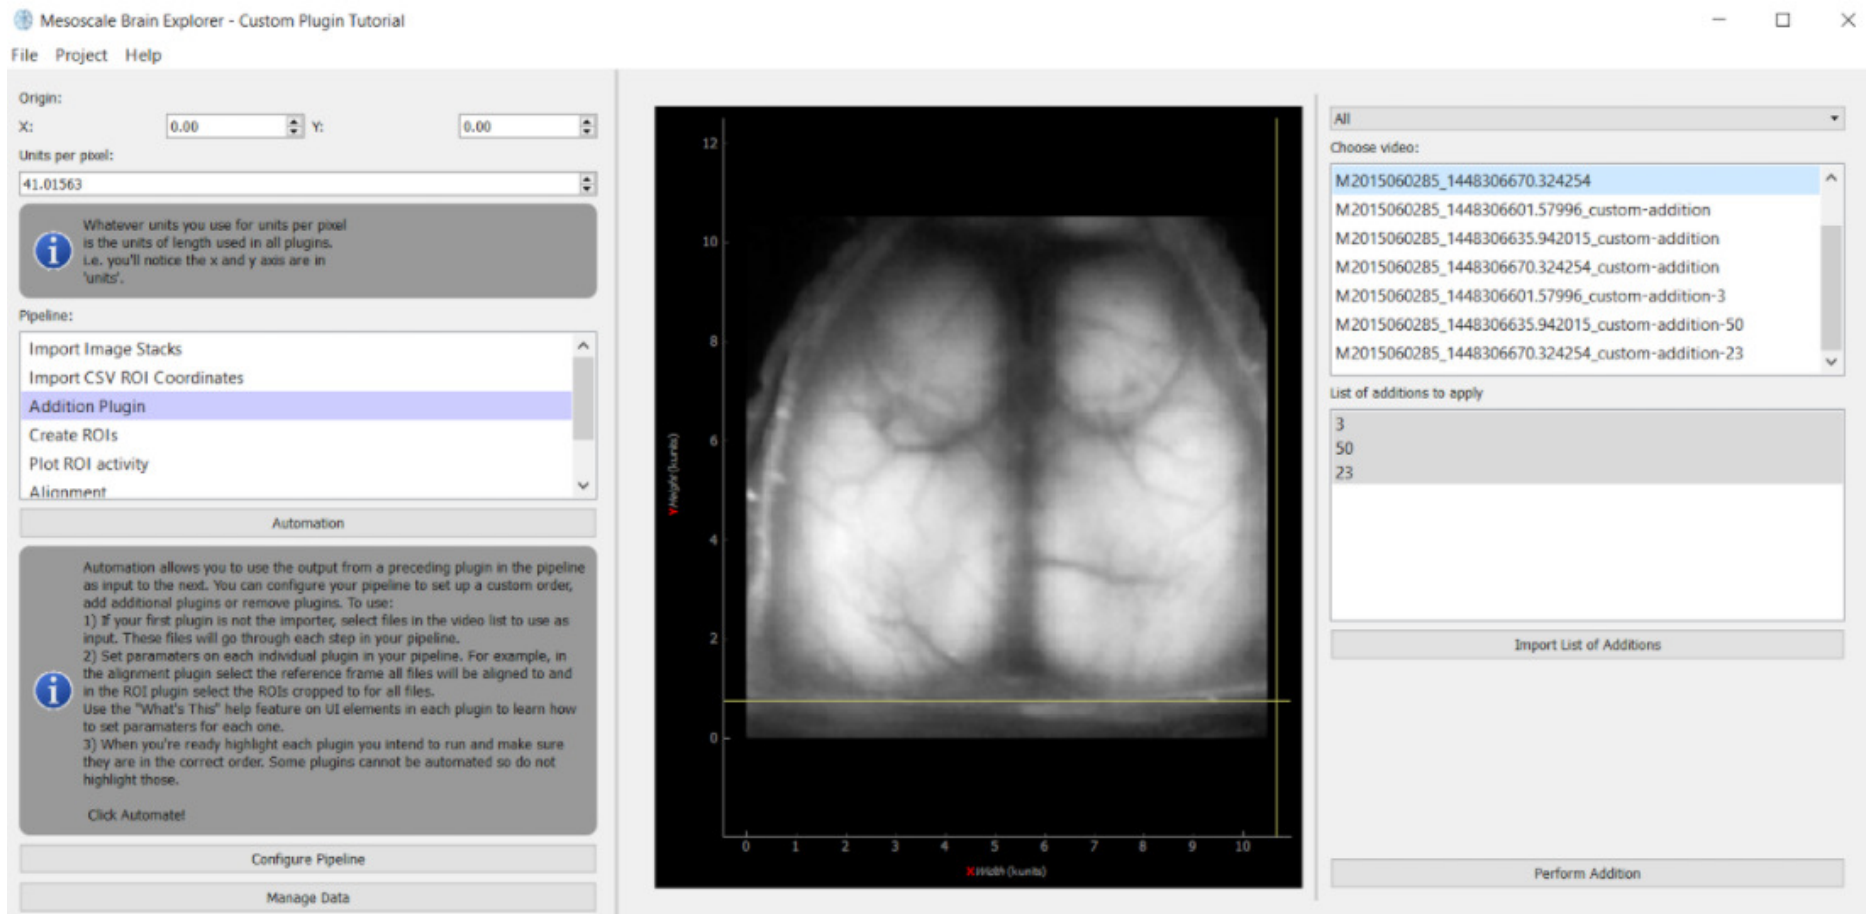 Mesoscale Brain Explorer - Custom Plugin Tutorial
File Project Help
Origin:
X: 0.00 Y: 0.00
Units per pixel:
41.01563
Whatever units you use for units per pixel
is the units of length used in all plugins.
i.e. you'll notice the x and y axis are in
'units'.
Pipeline:
Import Image Stacks
Import CSV ROI Coordinates
Addition Plugin
Create ROIs
Plot ROI activity
Alignment
Automation
Automation allows you to use the output from a preceding plugin in the pipeline
as input to the next. You can configure your pipeline to set up a custom order,
add additional plugins or remove plugins. To use:
1) If your first plugin is not the importer, select files in the video list to use as
input. These files will go through each step in your pipeline.
2) Set paramaters on each individual plugin in your pipeline. For example, in
the alignment plugin select the reference frame all files will be aligned to and
in the ROI plugin select the ROIs cropped to for all files.
Use the "What's This" help feature on UI elements in each plugin to learn how
to set paramaters for each one.
3) When you're ready highlight each plugin you intend to run and make sure
they are in the correct order. Some plugins cannot be automated so do not
highlight those.
Click Automate!
Configure Pipeline
Manage Data
12
10
8
6
4
2
0
Y Height (kunits)
0 1 2 3 4 5 6 7 8 9 10
X Width (kunits)
All
Choose video:
M2015060285_1448306670.324254
M2015060285_1448306601.57996_custom-addition
M2015060285_1448306635.942015_custom-addition
M2015060285_1448306670.324254_custom-addition
M2015060285_1448306601.57996_custom-addition-3
M2015060285_1448306635.942015_custom-addition-50
M2015060285_1448306670.324254_custom-addition-23
List of additions to apply
3
50
23
Import List of Additions
Perform Addition